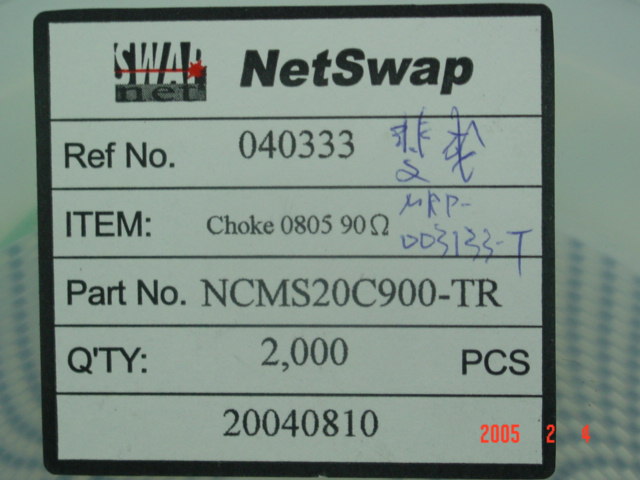 SWAP net NetSwap
Ref No. 040333
ITEM: Choke 0805 90Ω
MRP-
003133-T
Part No. NCMS20C900-TR
Q'TY: 2,000 PCS
20040810
2005 2 4